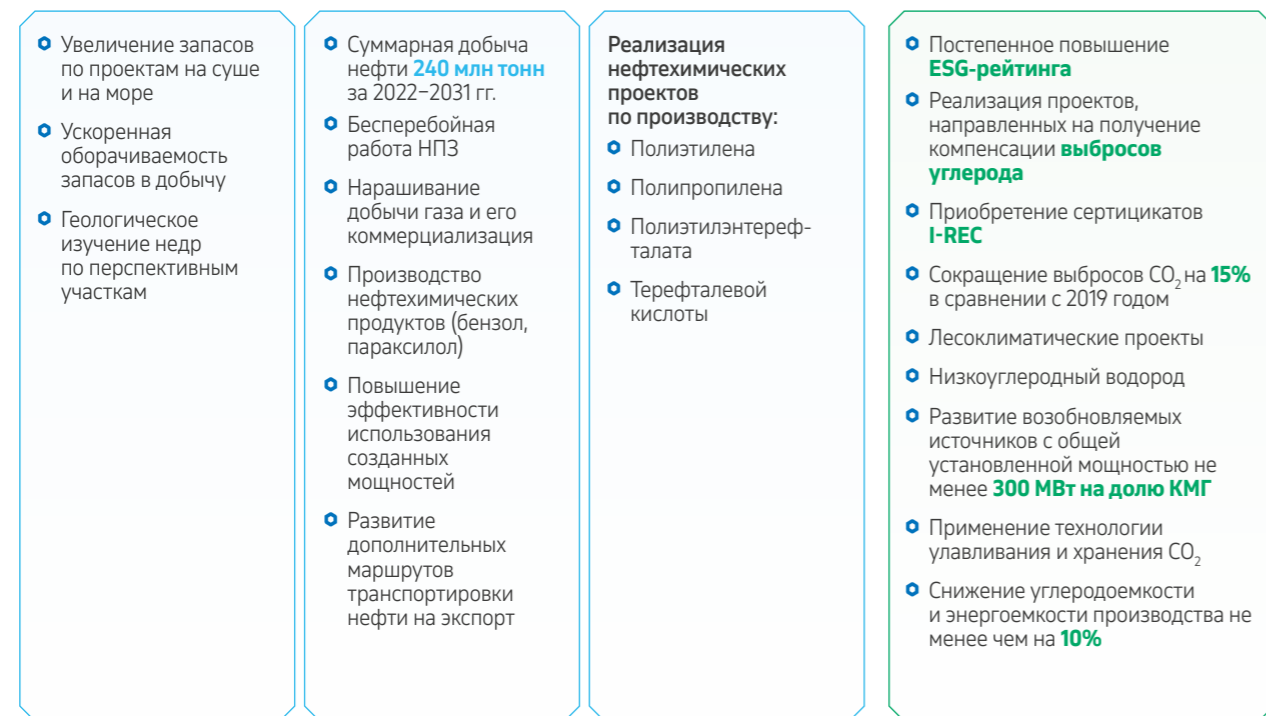 Увеличение запасов
по проектам на суше
и на море
Ускоренная
оборачиваемость
запасов в добычу
Геологическое
изучение недр
по перспективным
участкам
Суммарная добыча
нефти 240 млн тонн
за 2022–2031 гг.
Бесперебойная
работа НПЗ
Наращивание
добычи газа и его
коммерциализация
Производство
нефтехимических
продуктов (бензол,
параксилол)
Повышение
эффективности
использования
созданных
мощностей
Развитие
дополнительных
маршрутов
транспортировки
нефти на экспорт
Реализация
нефтехимических
проектов
по производству:
Полиэтилена
Полипропилена
Полиэтилэнтереф-
талата
Терефталевой
кислоты
Постепенное повышение
ESG-рейтинга
Реализация проектов,
направленных на получение
компенсации выбросов
углерода
Приобретение сертицикатов
I-REC
Сокращение выбросов CO₂ на 15%
в сравнении с 2019 годом
Лесоклиматические проекты
Низкоуглеродный водород
Развитие возобновляемых
источников с общей
установленной мощностью не
менее 300 МВт на долю КМГ
Применение технологии
улавливания и хранения CO₂
Снижение углеродоемкости
и энергоемкости производства не
менее чем на 10%